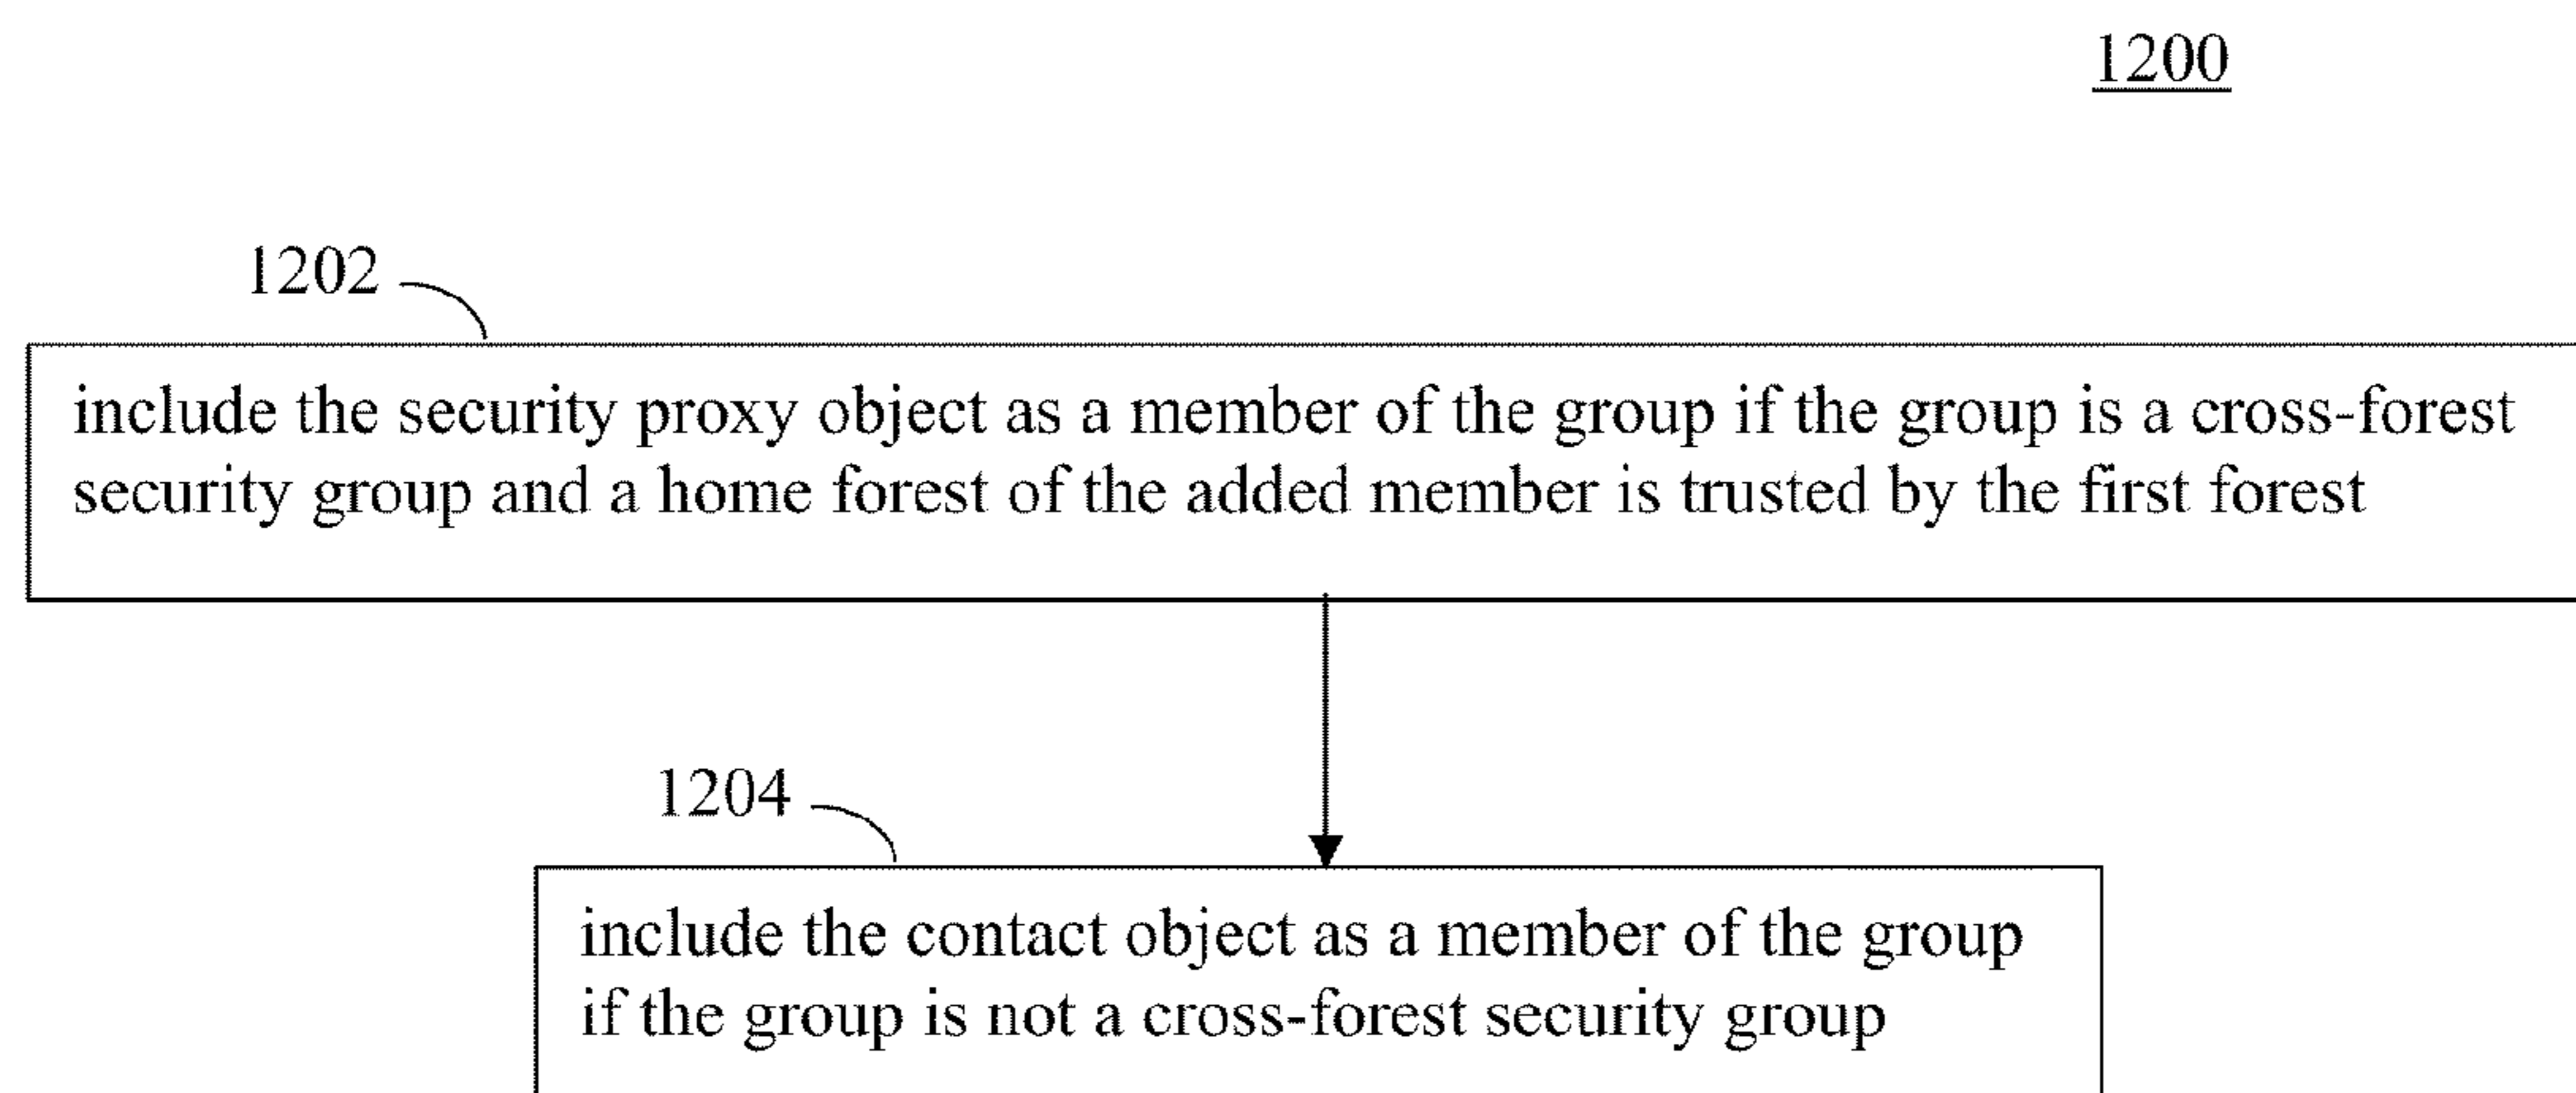 1200
1202
include the security proxy object as a member of the group if the group is a cross-forest
security group and a home forest of the added member is trusted by the first forest
1204
include the contact object as a member of the group
if the group is not a cross-forest security group